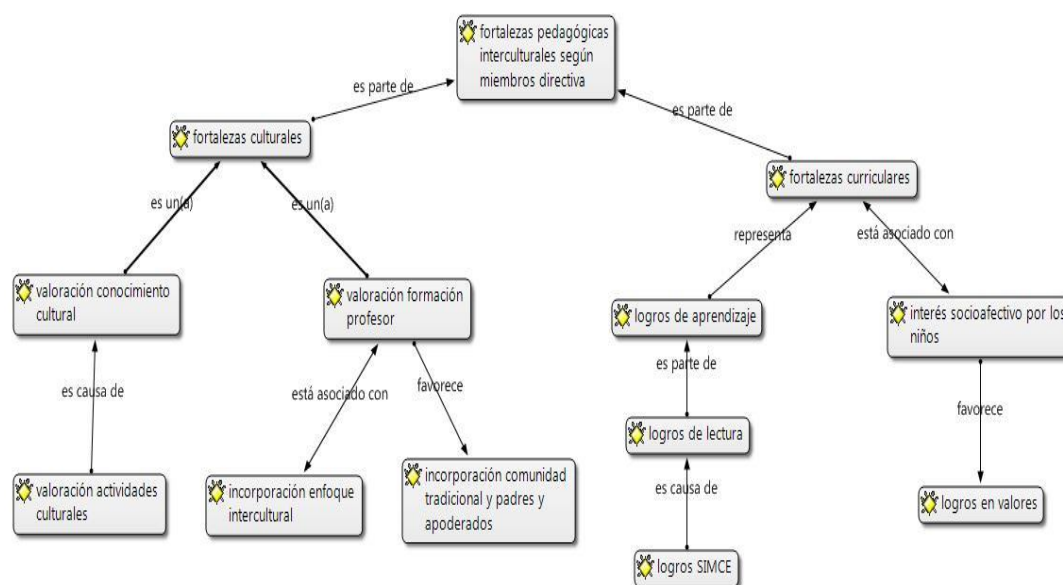 fortalezas pedagógicas
interculturales según
miembros directiva
es parte de
es parte de
fortalezas culturales
fortalezas curriculares
es un(a)
es un(a)
representa
está asociado con
valoración conocimiento
cultural
valoración formación
profesor
logros de aprendizaje
interés socioafectivo por los
niños
es causa de
está asociado con
favorece
es parte de
favorece
logros de lectura
valoración actividades
culturales
incorporación enfoque
intercultural
incorporación comunidad
tradicional y padres y
apoderados
es causa de
logros en valores
logros SIMCE